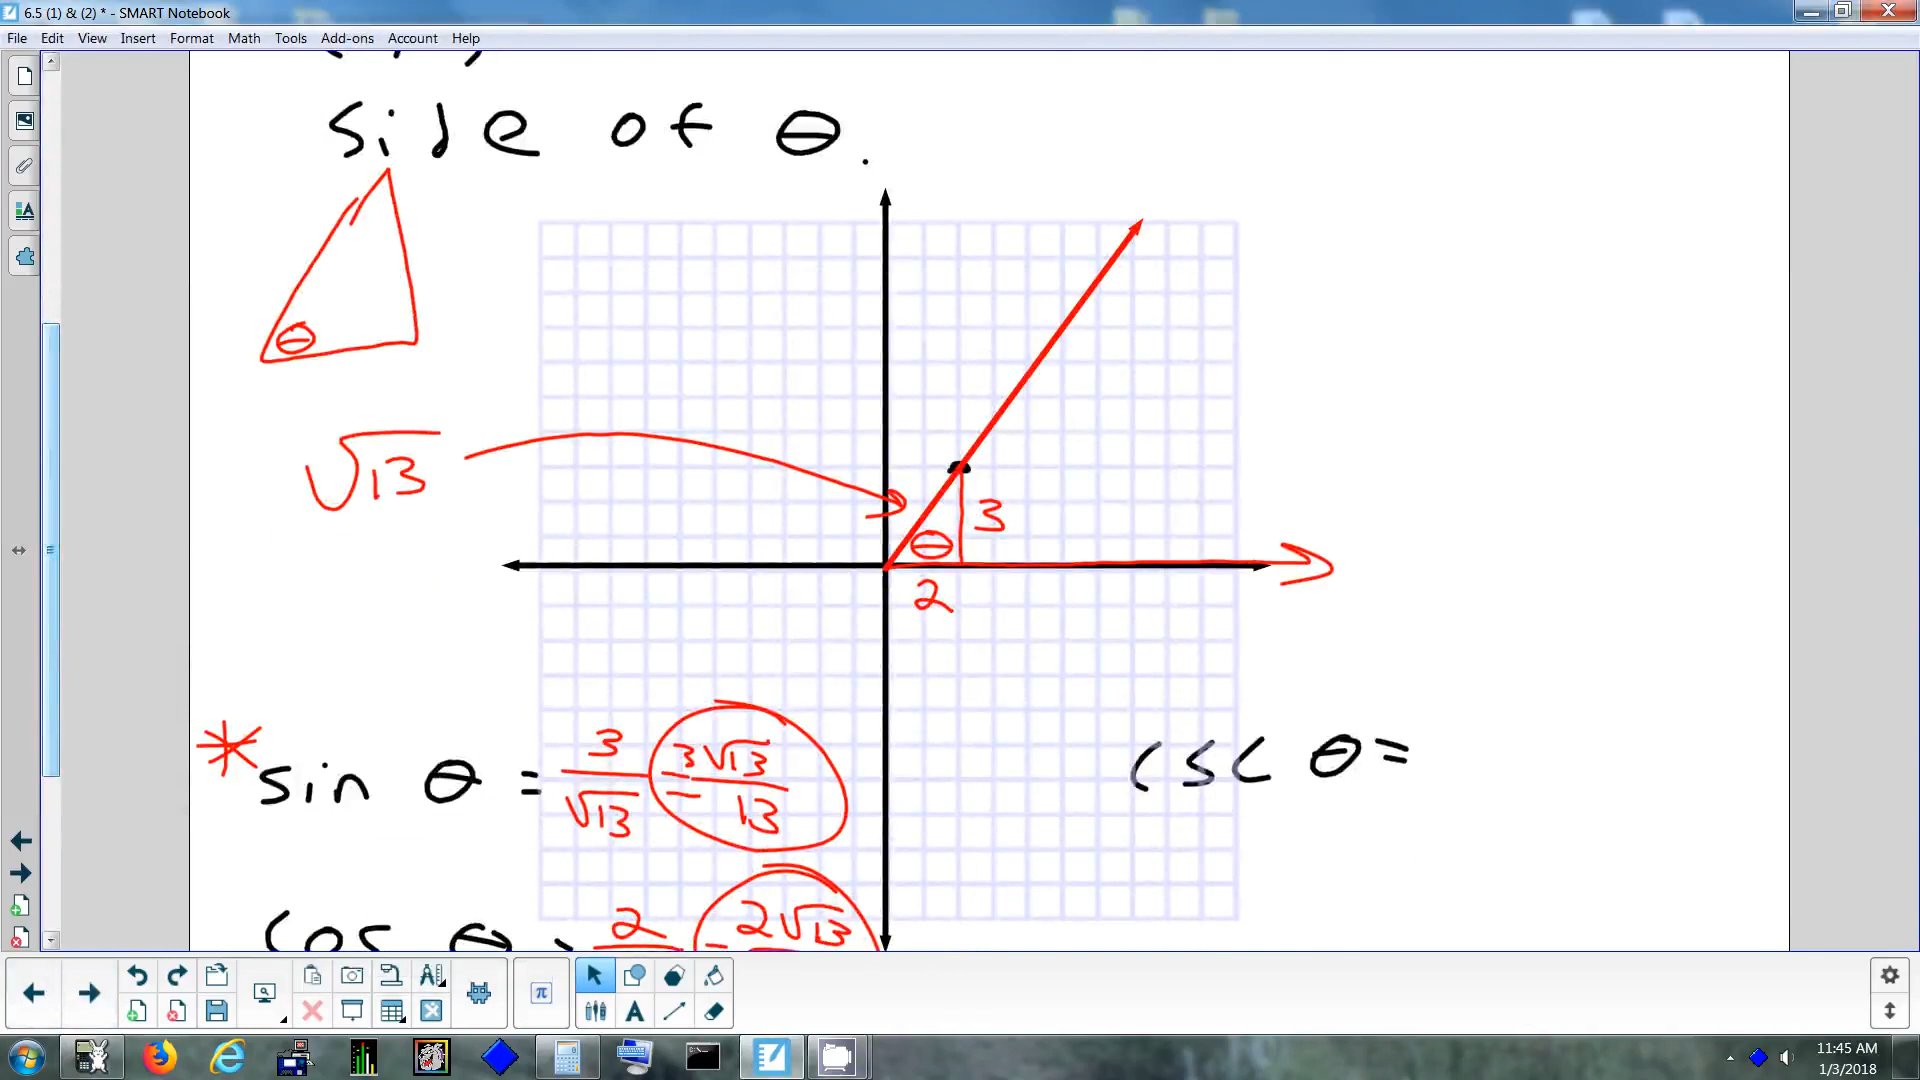 6.5 (1) & (2) * - SMART Notebook
File Edit View Insert Format Math Tools Add-ons Account Help
side of θ.
θ
√13
3
θ
2
sin θ = 3/√13 = 3√13/13
csc θ =
cos θ = 2 = 2√13
π
A
11:45 AM
1/3/2018